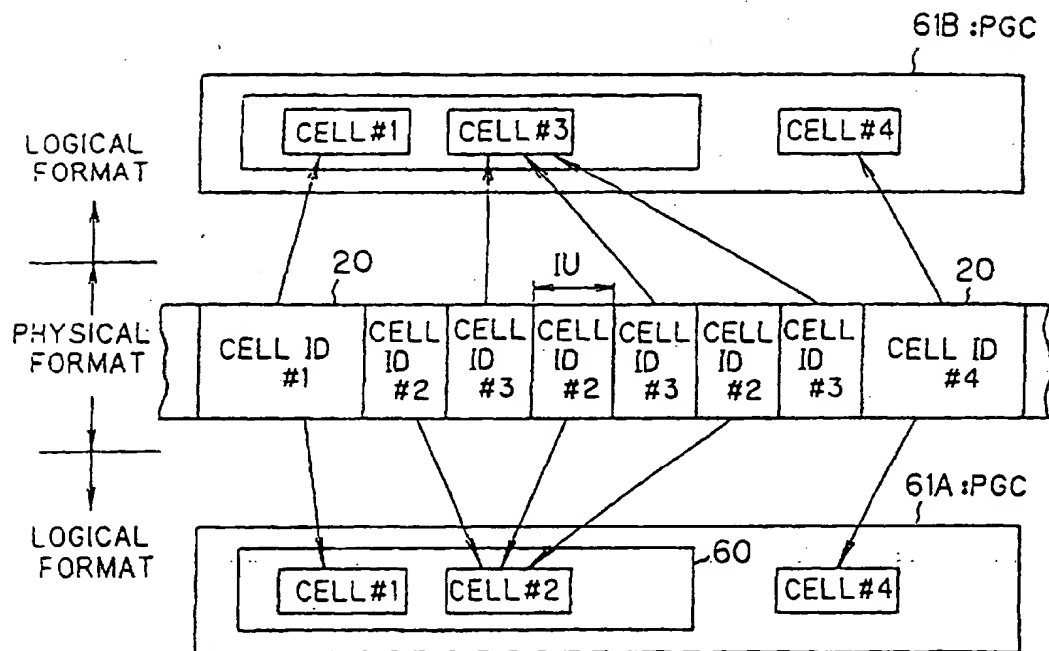 61B :PGC
CELL #1
CELL #3
CELL #4
LOGICAL
FORMAT
20
IU
20
PHYSICAL
FORMAT
CELL ID
#1
CELL
ID
#2
CELL
ID
#3
CELL
ID
#2
CELL
ID
#3
CELL
ID
#2
CELL
ID
#3
CELL ID
#4
61A :PGC
LOGICAL
FORMAT
60
CELL #1
CELL #2
CELL #4